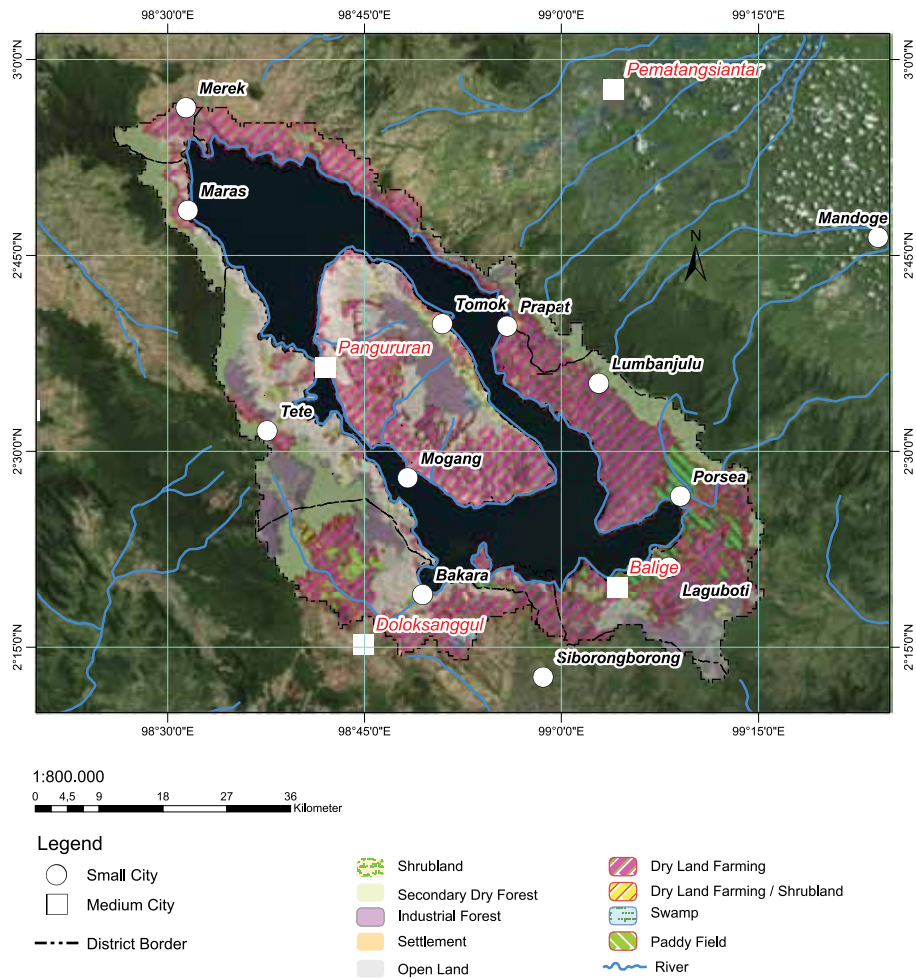 98°30'0"E 98°45'0"E 99°0'0"E 99°15'0"E
3°0'0"N 3°0'0"N
Pematangsiantar
Merek
Maras
Mandoge
N
2°45'0"N 2°45'0"N
Tomok Prapat
Pangururan
Lumbanjulu
Tete
2°30'0"N 2°30'0"N
Mogang
Porsea
Balige
Bakara
Laguboti
Doloksanggul
2°15'0"N 2°15'0"N
Siborongborong
98°30'0"E 98°45'0"E 99°0'0"E 99°15'0"E
1:800.000
0 4,5 9 18 27 36
Kilometer
Legend
Small City
Medium City
District Border
Shrubland
Secondary Dry Forest
Industrial Forest
Settlement
Open Land
Dry Land Farming
Dry Land Farming / Shrubland
Swamp
Paddy Field
River